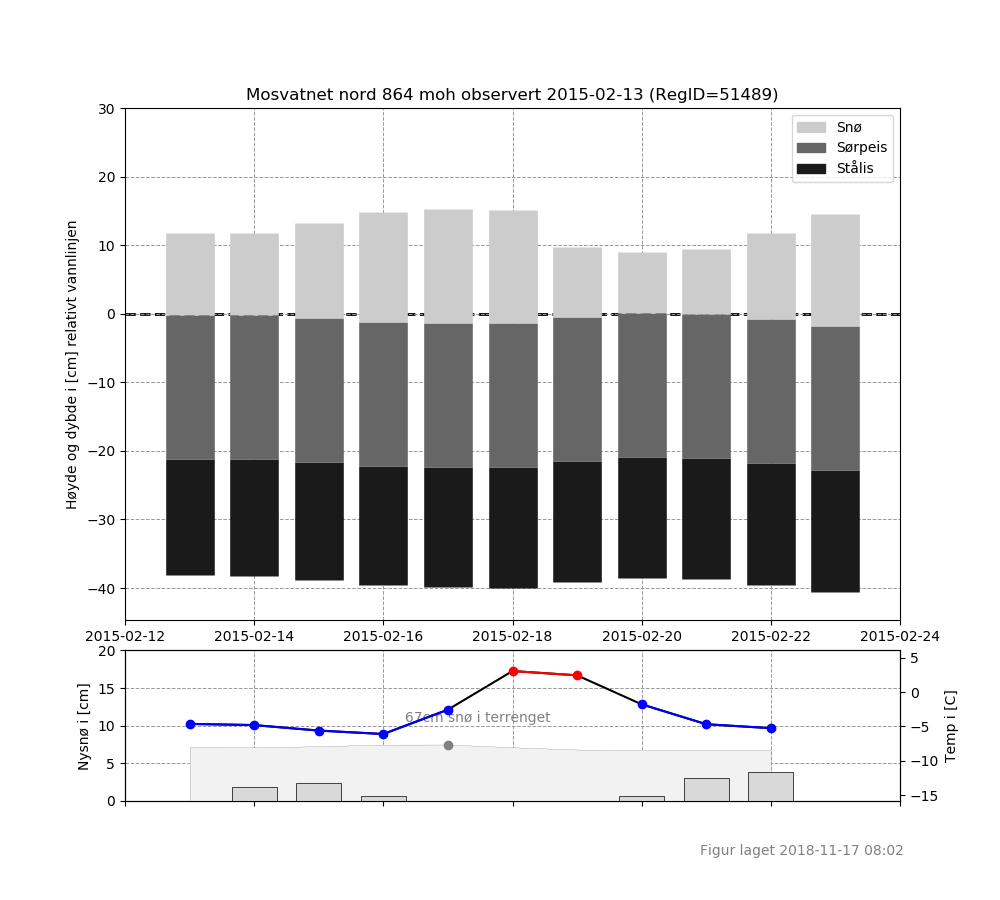 Mosvatnet nord 864 moh observert 2015-02-13 (RegID=51489)
Snø
Sørpeis
Stålis
30
20
10
0
−10
−20
−30
−40
Høyde og dybde i [cm] relativt vannlinjen
2015-02-12 2015-02-14 2015-02-16 2015-02-18 2015-02-20 2015-02-22 2015-02-24
20
15
10
5
0
Nysnø i [cm]
67cm snø i terrenget
5
0
−5
−10
−15
Temp i [C]
Figur laget 2018-11-17 08:02